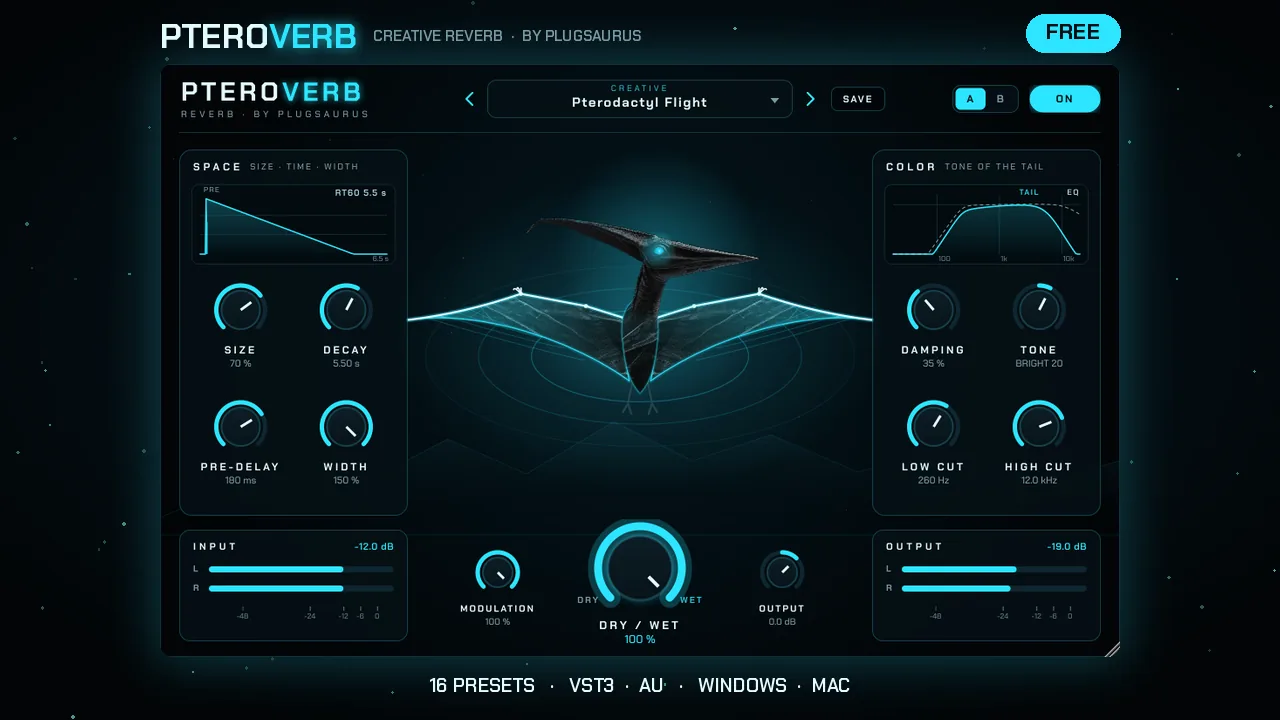 PTEROVERB CREATIVE REVERB · BY PLUGSAURUS FREE
PTEROVERB
REVERB · BY PLUGSAURUS
CREATIVE
Pterodactyl Flight
SAVE
A B
ON
SPACE SIZE · TIME · WIDTH
PRE RT60 5.5 s
6.5 s
SIZE
70 %
DECAY
5.50 s
PRE-DELAY
180 ms
WIDTH
150 %
COLOR TONE OF THE TAIL
TAIL EQ
100 1k 10k
DAMPING
35 %
TONE
BRIGHT 20
LOW CUT
260 Hz
HIGH CUT
12.0 kHz
INPUT -12.0 dB
L
R
-48 -24 -12 -6 0
MODULATION
100 %
DRY WET
DRY / WET
100 %
OUTPUT
0.0 dB
OUTPUT -19.0 dB
L
R
-48 -24 -12 -6 0
16 PRESETS · VST3 · AU · WINDOWS · MAC